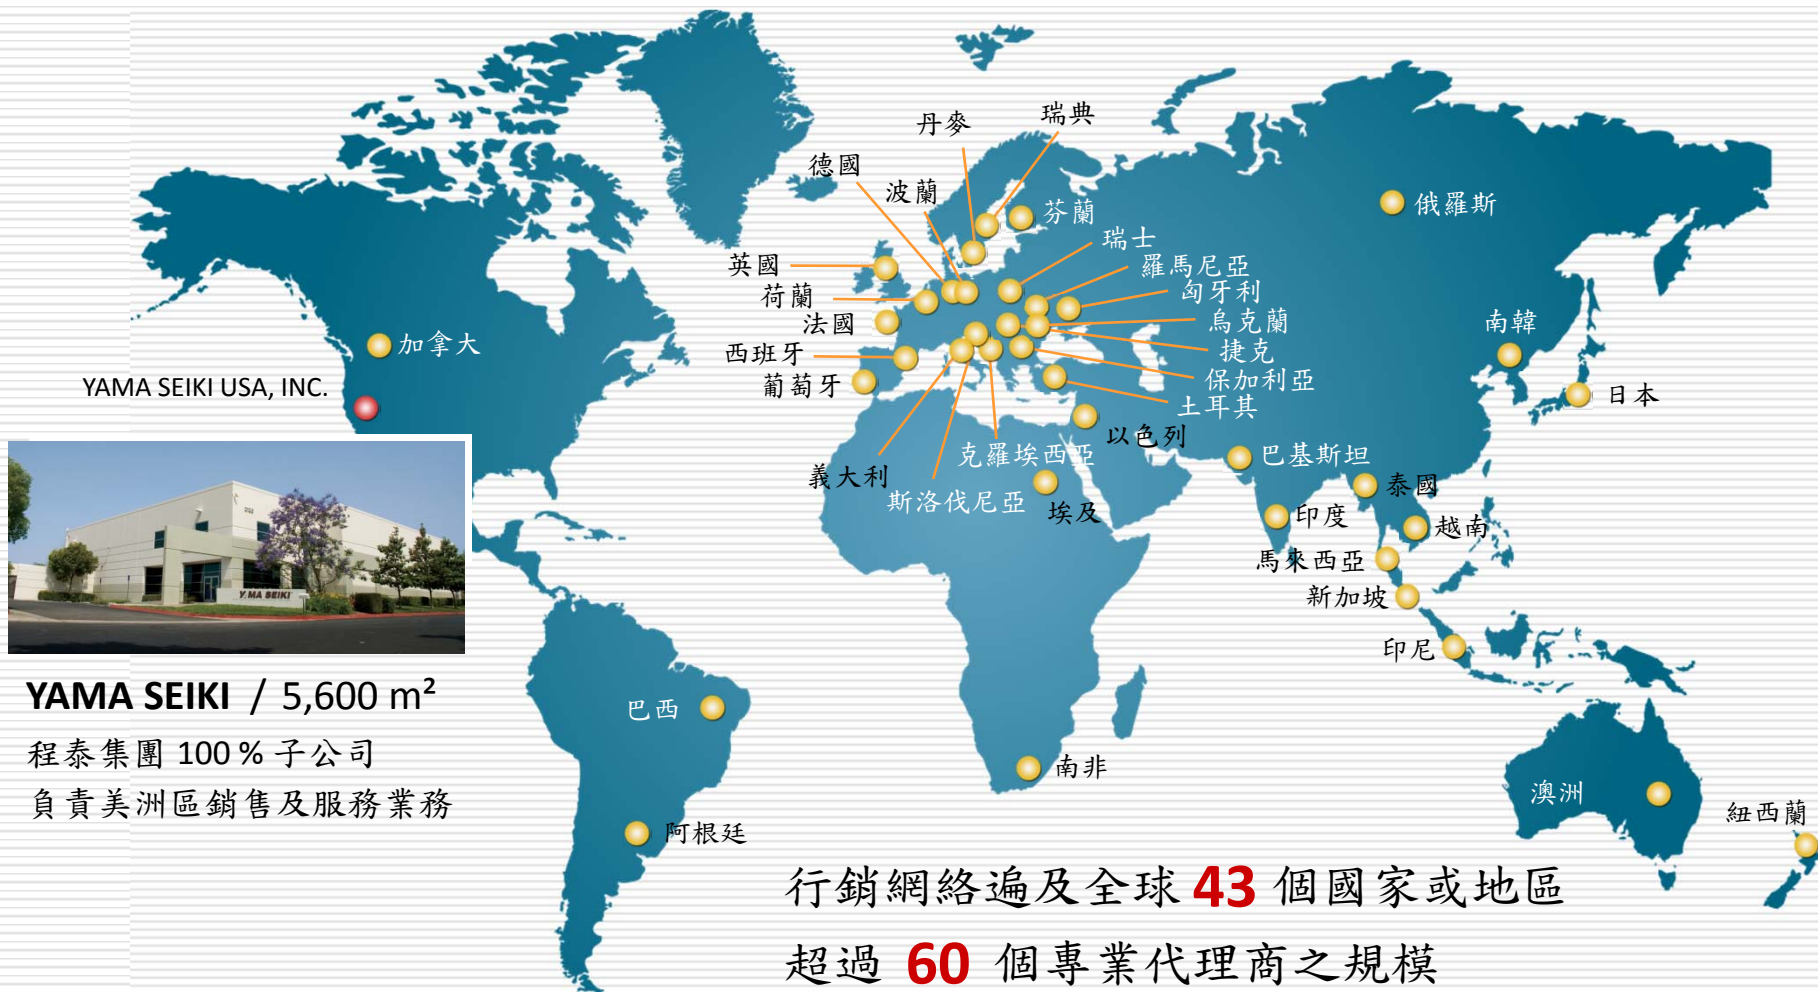 丹麥
瑞典
德國
波蘭
芬蘭
俄羅斯
英國
瑞士
羅馬尼亞
荷蘭
匈牙利
法國
烏克蘭
南韓
加拿大
西班牙
捷克
YAMA SEIKI USA, INC.
葡萄牙
保加利亞
日本
土耳其
以色列
克羅埃西亞
巴基斯坦
義大利
斯洛伐尼亞
埃及
泰國
印度
越南
馬來西亞
新加坡
印尼
Y.MA SEIKI
YAMA SEIKI / 5,600 m²
程泰集團 100 % 子公司
負責美洲區銷售及服務業務
巴西
南非
澳洲
紐西蘭
阿根廷
行銷網絡遍及全球 43 個國家或地區
超過 60 個專業代理商之規模